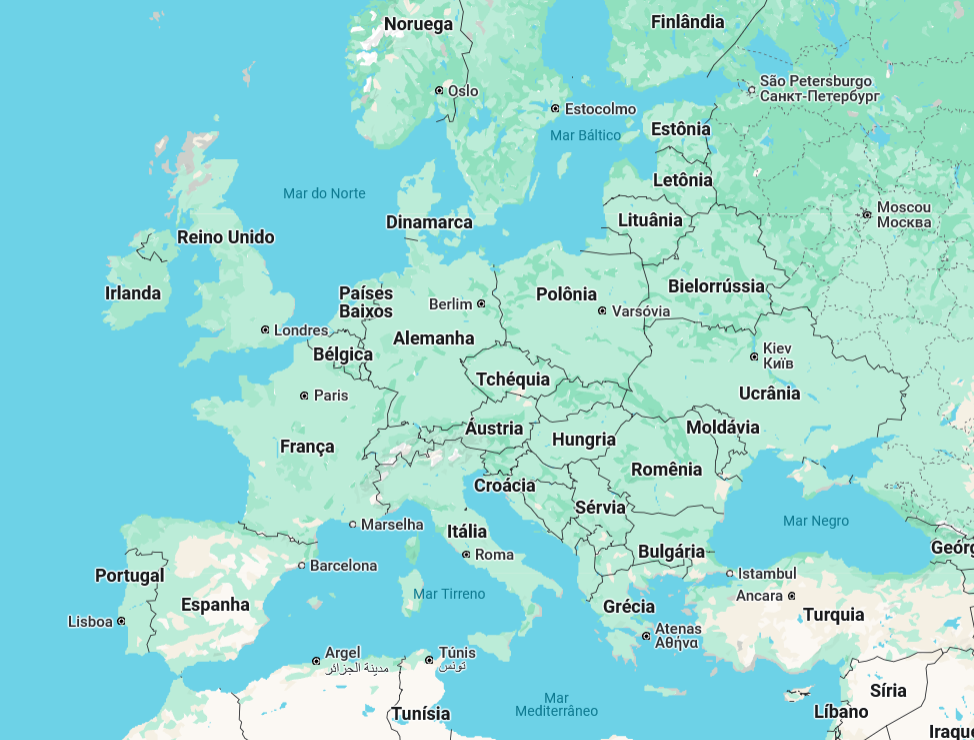 Noruega
Finlândia
São Petersburgo
Санкт-Петербург
Oslo
Estocolmo
Mar Báltico
Estônia
Letônia
Mar do Norte
Moscou
Москва
Dinamarca
Lituânia
Reino Unido
Irlanda
Países
Baixos
Berlim
Polônia
Bielorrússia
Varsóvia
Londres
Alemanha
Bélgica
Kiev
Київ
Tchéquia
Paris
Ucrânia
Áustria
Moldávia
França
Hungria
Romênia
Croácia
Sérvia
Marselha
Itália
Mar Negro
Roma
Bulgária
Geórg
Barcelona
Portugal
Istambul
Espanha
Mar Tirreno
Ancara
Grécia
Turquia
Lisboa
Atenas
Αθήνα
Argel
مدينة الجزائر
Túnis
تونس
Síria
Mar
Mediterrâneo
Tunísia
Líbano
Iraque